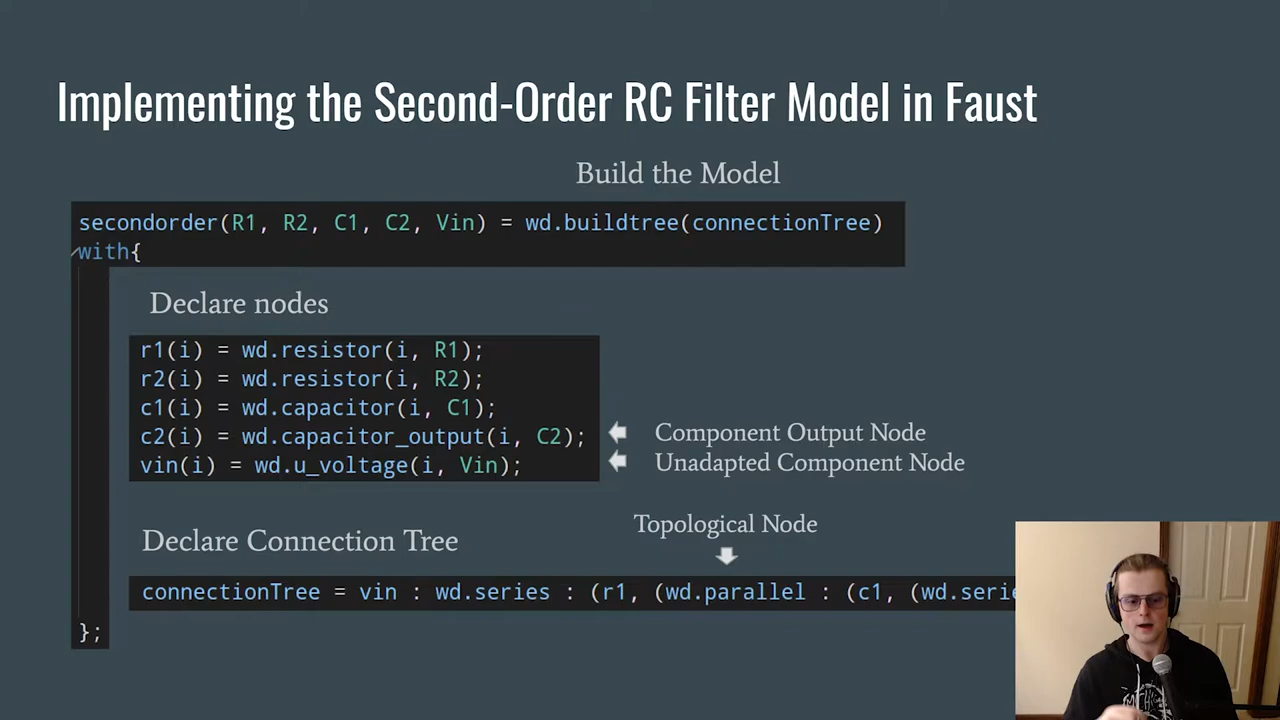 Implementing the Second-Order RC Filter Model in Faust
Build the Model
secondorder(R1, R2, C1, C2, Vin) = wd.buildtree(connectionTree)
with{
Declare nodes
r1(i) = wd.resistor(i, R1);
r2(i) = wd.resistor(i, R2);
c1(i) = wd.capacitor(i, C1);
c2(i) = wd.capacitor_output(i, C2);
Component Output Node
vin(i) = wd.u_voltage(i, Vin);
Unadapted Component Node
Topological Node
Declare Connection Tree
connectionTree = vin : wd.series : (r1, (wd.parallel : (c1, (wd.serie
};